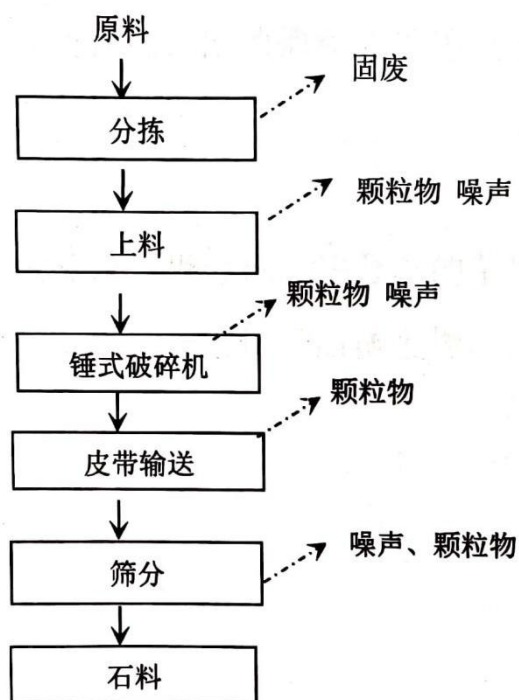 原料
固废
分拣
颗粒物 噪声
上料
颗粒物 噪声
锤式破碎机
颗粒物
皮带输送
噪声、颗粒物
筛分
石料